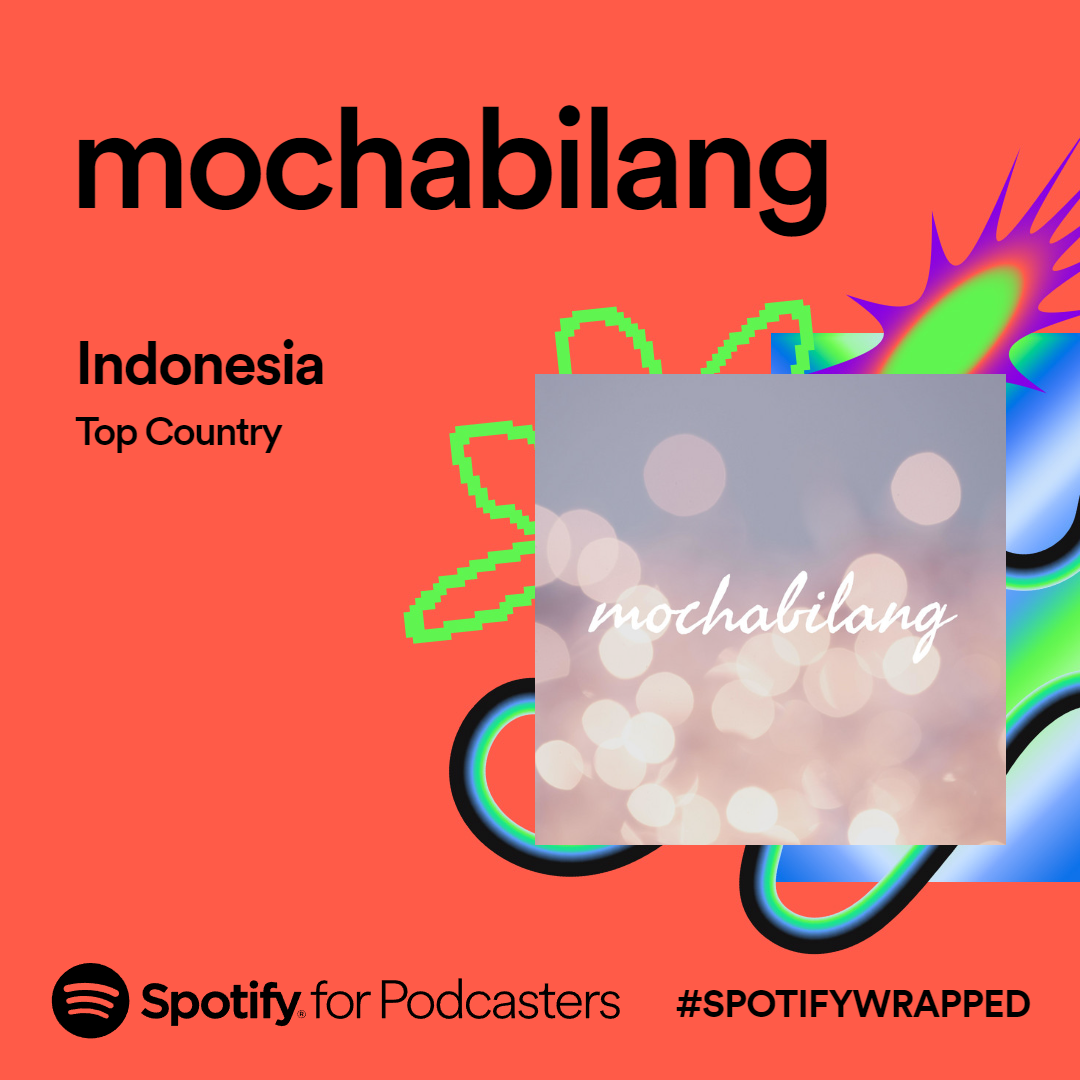 mochabilang
Indonesia
Top Country
mochabilang
Spotify® for Podcasters
#SPOTIFYWRAPPED